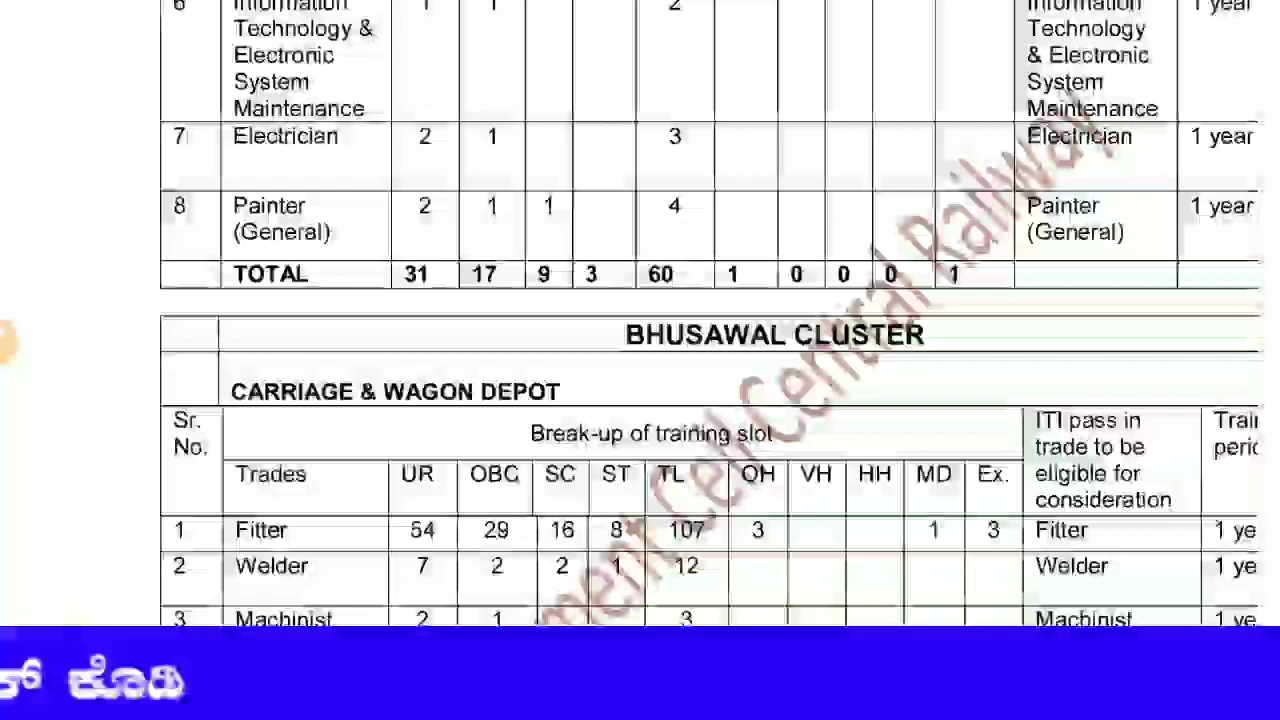 6 Information 1 1 2 Information 1 year
Technology & Technology
Electronic & Electronic
System System
Maintenance Maintenance
7 Electrician 2 1 3 Electrician 1 year
8 Painter 2 1 1 4 Painter 1 year
(General) (General)
TOTAL 31 17 9 3 60 1 0 0 0 1
BHUSAWAL CLUSTER
CARRIAGE & WAGON DEPOT
Sr. ITI pass in
No. Break-up of training slot trade to be
Trades UR OBC SC ST TL OH VH HH MD Ex. eligible for
consideration
1 Fitter 54 29 16 8 107 3 1 3 Fitter 1 ye
2 Welder 7 2 2 1 12 Welder 1 ye
3 Machinist 2 1 3 Machinist 1 ye
Cell Central Railway
ಕೊಡಿ